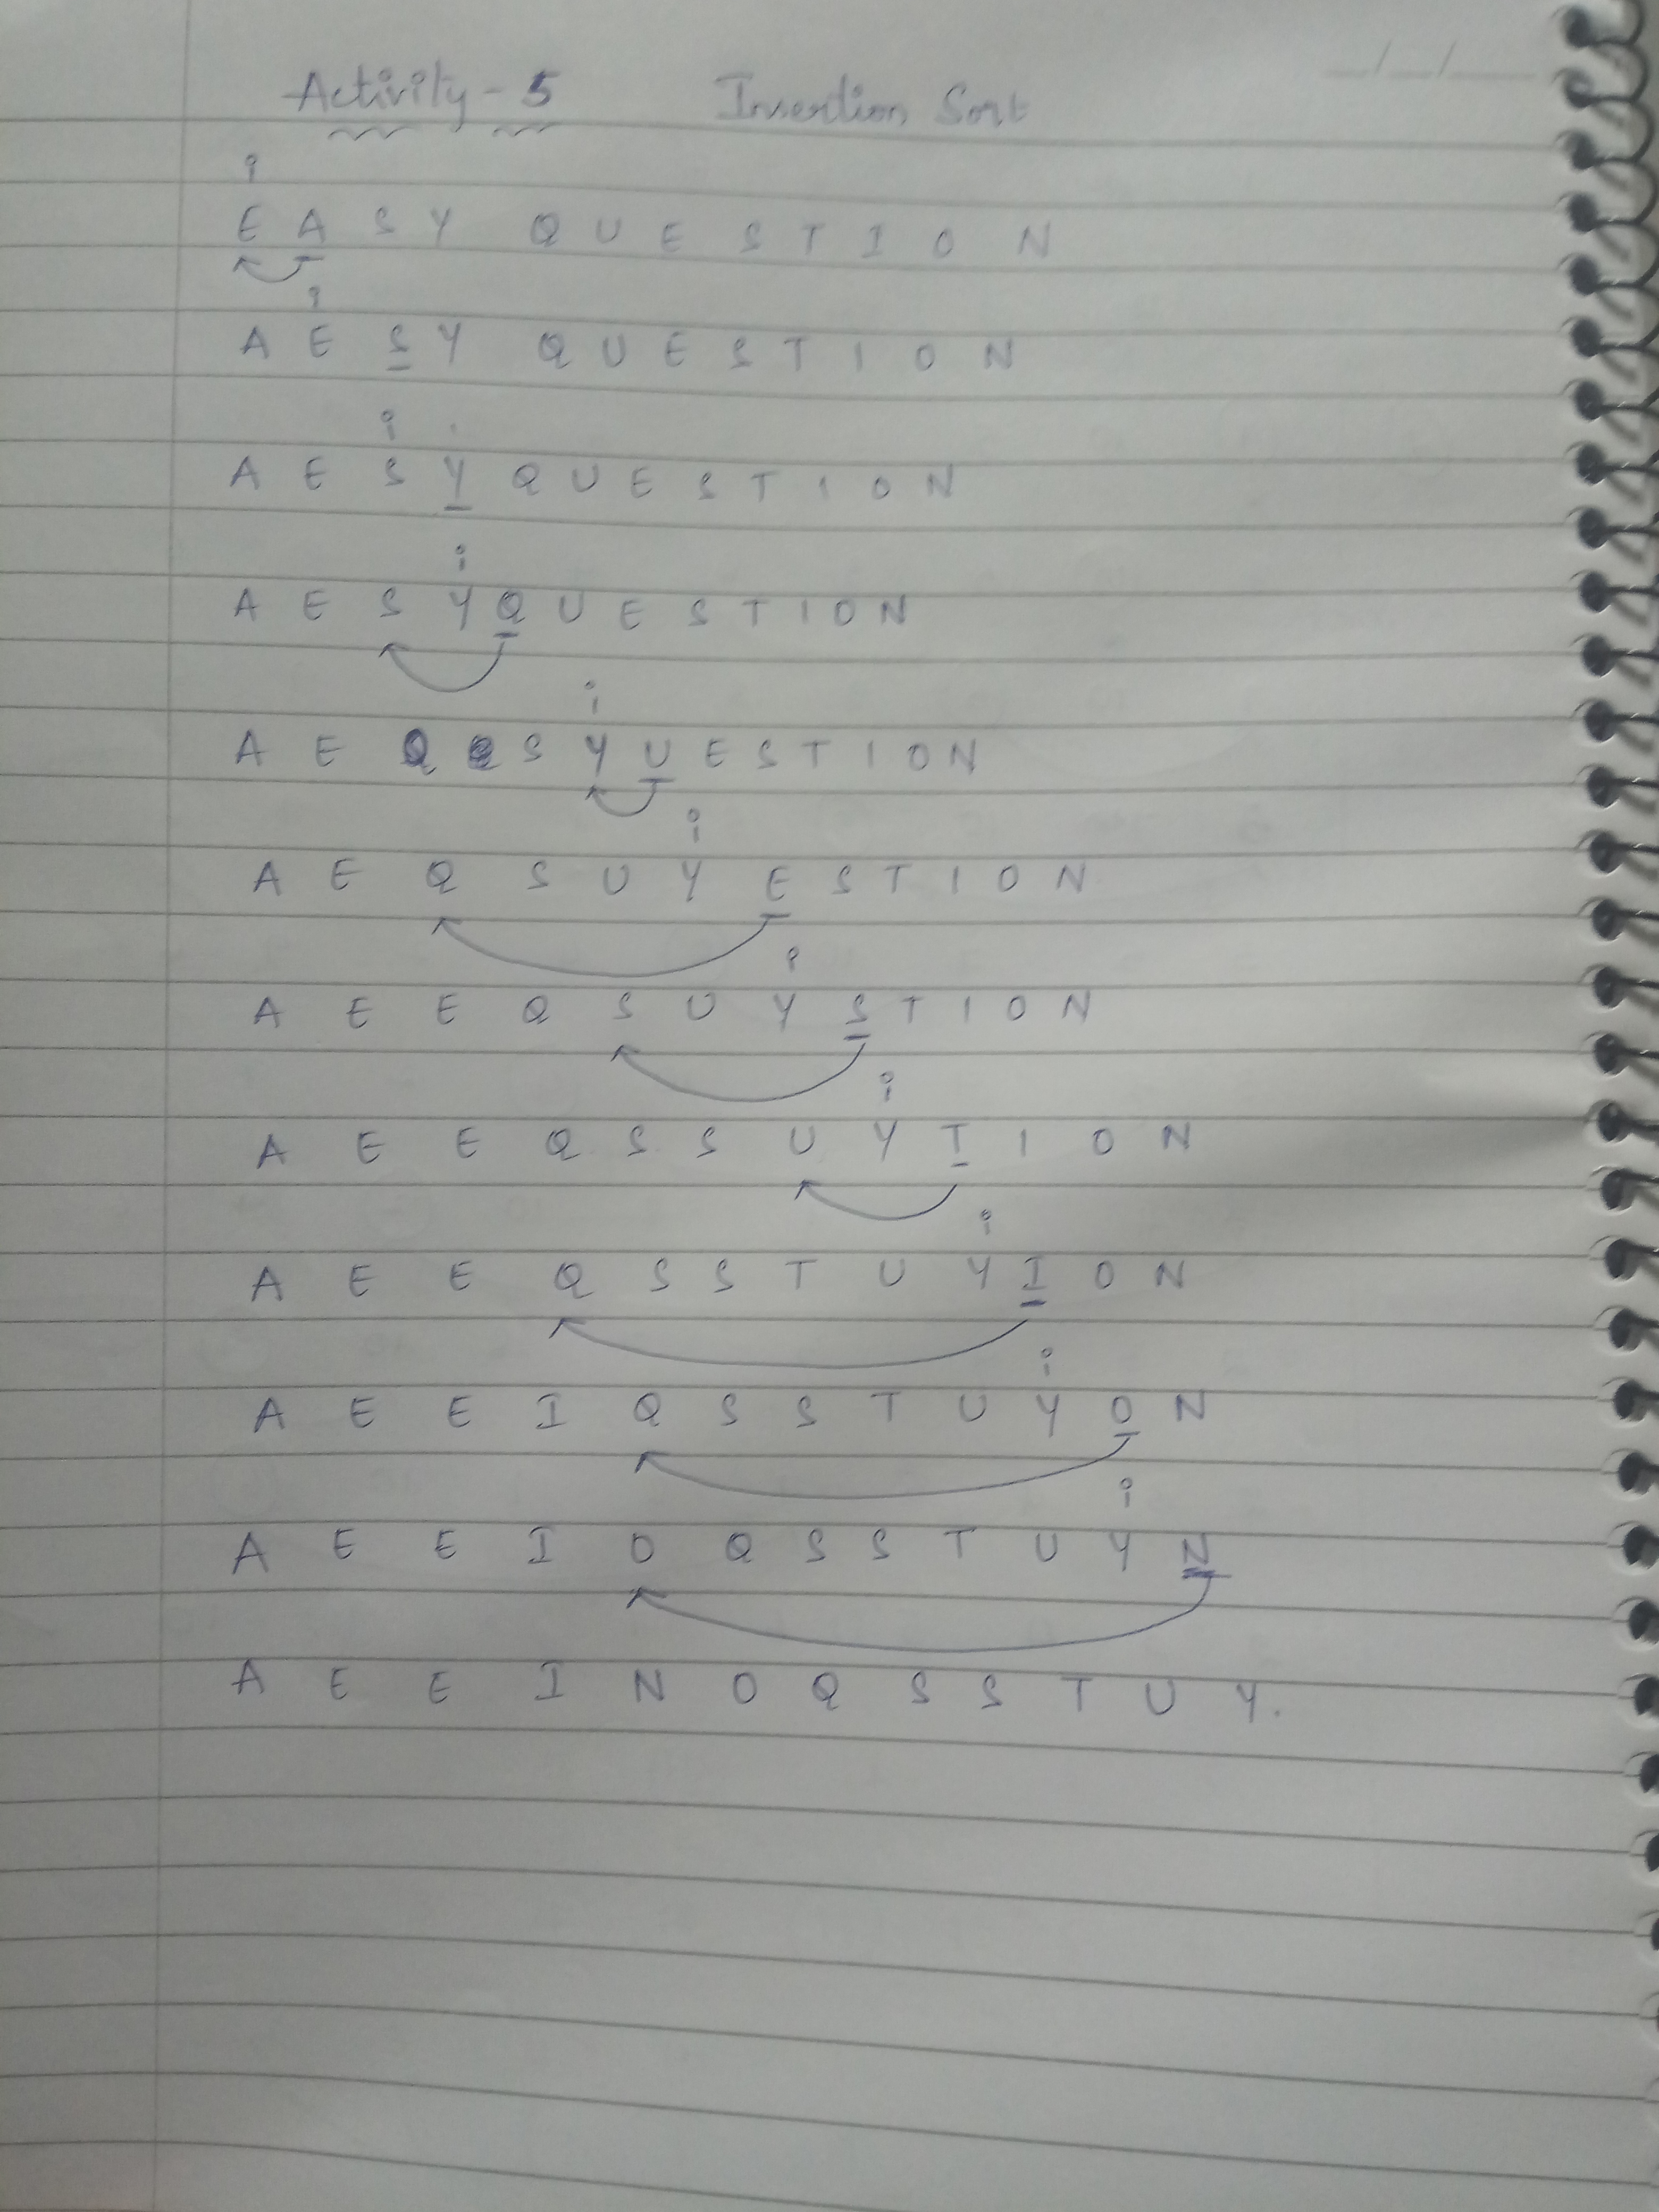 Activity - 5 Insertion Sort
i
E A S Y Q U E S T I O N
i
A E S Y Q U E S T I O N
i
A E S Y Q U E S T I O N
i
A E S Y Q U E S T I O N
i
A E Q S Y U E S T I O N
i
A E Q S U Y E S T I O N
i
A E E Q S U Y S T I O N
i
A E E Q S S U Y T I O N
i
A E E Q S S T U Y I O N
i
A E E I Q S S T U Y O N
i
A E E I O Q S S T U Y N
A E E I N O Q S S T U Y.